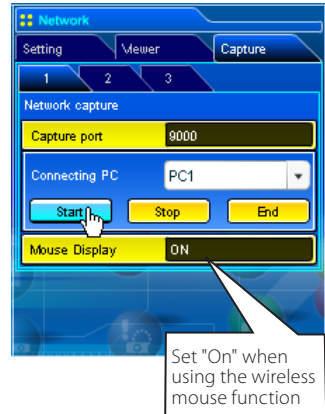 Network
Setting Viewer Capture
1 2 3
Network capture
Capture port 9000
Connecting PC PC1
Start Stop End
Mouse Display ON
Set "On" when
using the wireless
mouse function